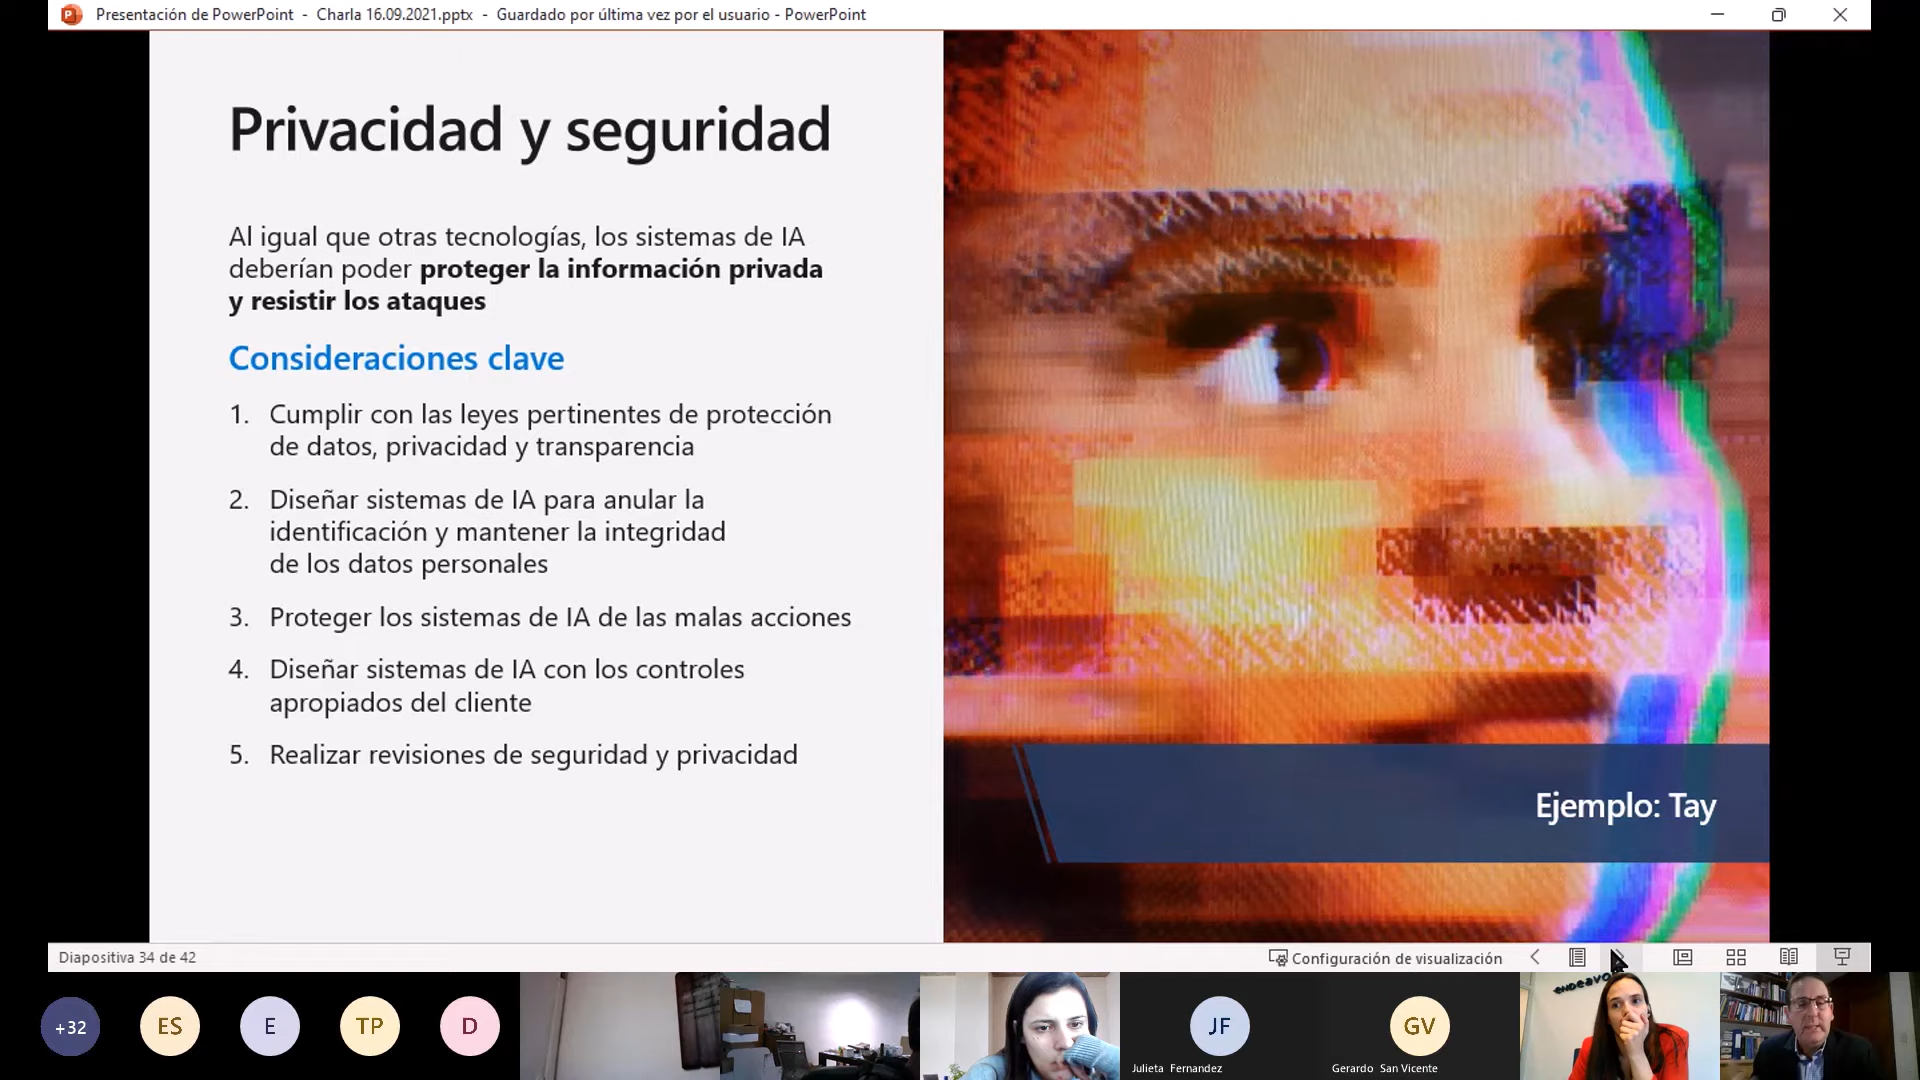 Presentación de PowerPoint - Charla 16.09.2021.pptx - Guardado por última vez por el usuario - PowerPoint
Privacidad y seguridad
Al igual que otras tecnologías, los sistemas de IA
deberían poder proteger la información privada
y resistir los ataques
Consideraciones clave
1. Cumplir con las leyes pertinentes de protección
de datos, privacidad y transparencia
2. Diseñar sistemas de IA para anular la
identificación y mantener la integridad
de los datos personales
3. Proteger los sistemas de IA de las malas acciones
4. Diseñar sistemas de IA con los controles
apropiados del cliente
5. Realizar revisiones de seguridad y privacidad
Ejemplo: Tay
Diapositiva 34 de 42
Configuración de visualización
+32
ES
E
TP
D
JF
Julieta Fernandez
GV
Gerardo San Vicente
endeavo